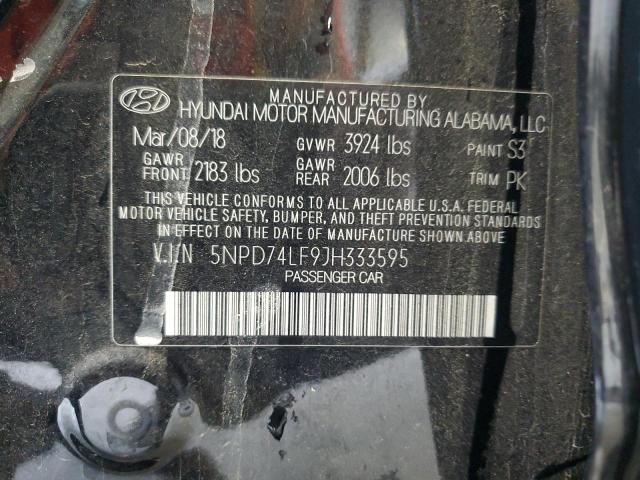 MANUFACTURED BY
HYUNDAI MOTOR MANUFACTURING ALABAMA, LLC
Mar/08/18 GVWR 3924 lbs PAINT S3
GAWR FRONT 2183 lbs GAWR REAR 2006 lbs TRIM PK
THIS VEHICLE CONFORMS TO ALL APPLICABLE U.S.A. FEDERAL
MOTOR VEHICLE SAFETY, BUMPER, AND THEFT PREVENTION STANDARDS
IN EFFECT ON THE DATE OF MANUFACTURE SHOWN ABOVE.
V.I.N 5NPD74LF9JH333595
PASSENGER CAR